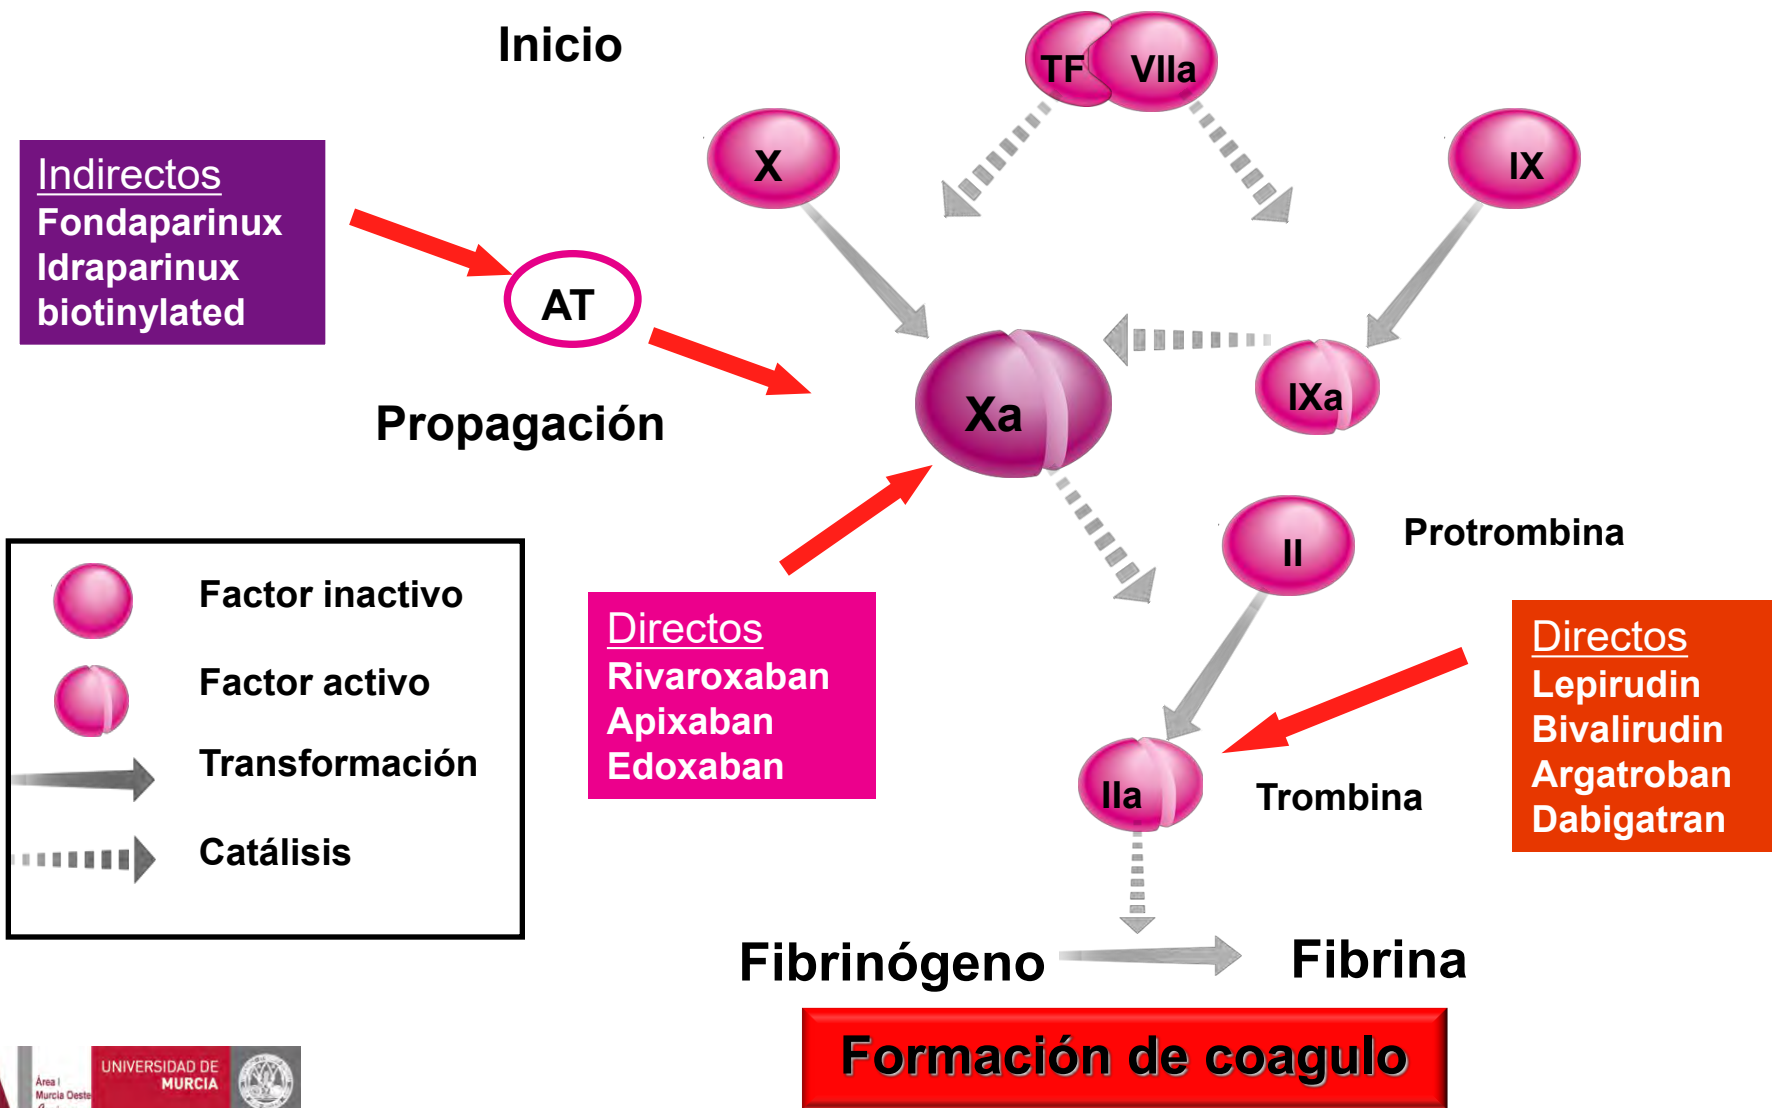 Inicio
TF VIIa
X
IX
Indirectos
Fondaparinux
Idraparinux
biotinylated
AT
Propagación
Xa
IXa
II
Protrombina
Factor inactivo
Factor activo
Transformación
Catálisis
Directos
Rivaroxaban
Apixaban
Edoxaban
Directos
Lepirudin
Bivalirudin
Argatroban
Dabigatran
IIa
Trombina
Fibrinógeno
Fibrina
Formación de coagulo
Área I
Murcia Oeste
UNIVERSIDAD DE
MURCIA